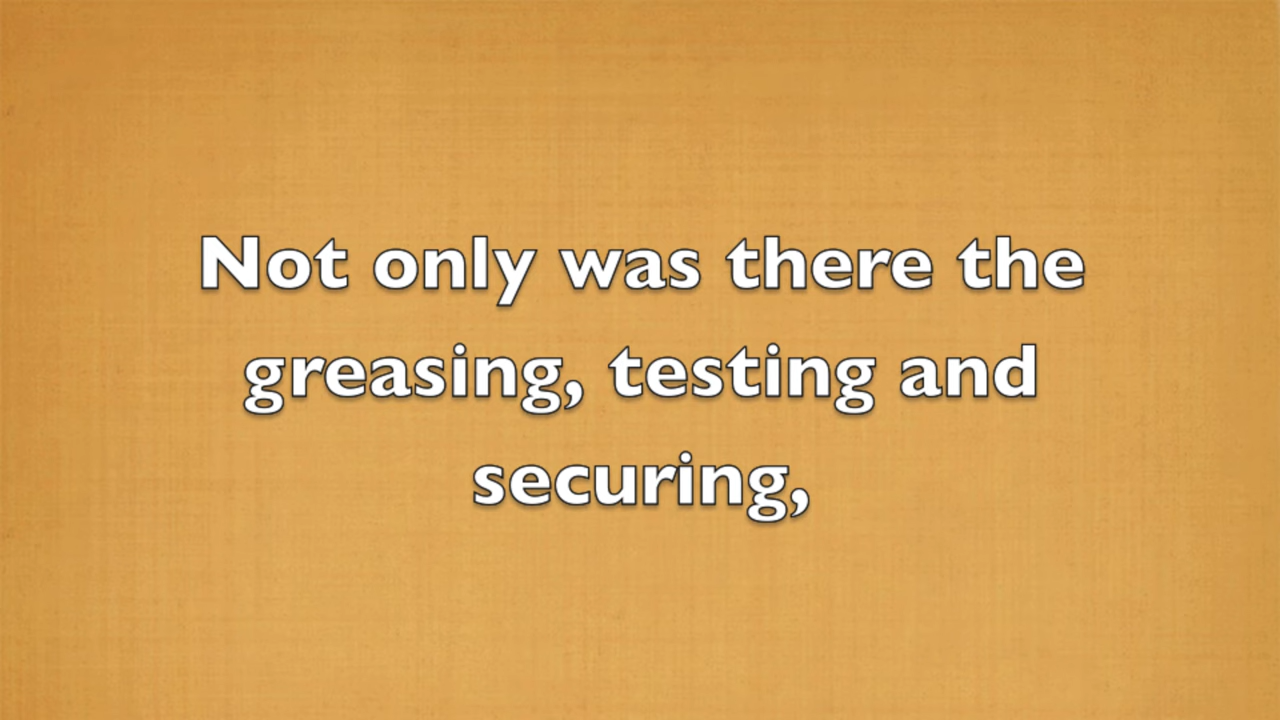 Not only was there the
greasing, testing and
securing,